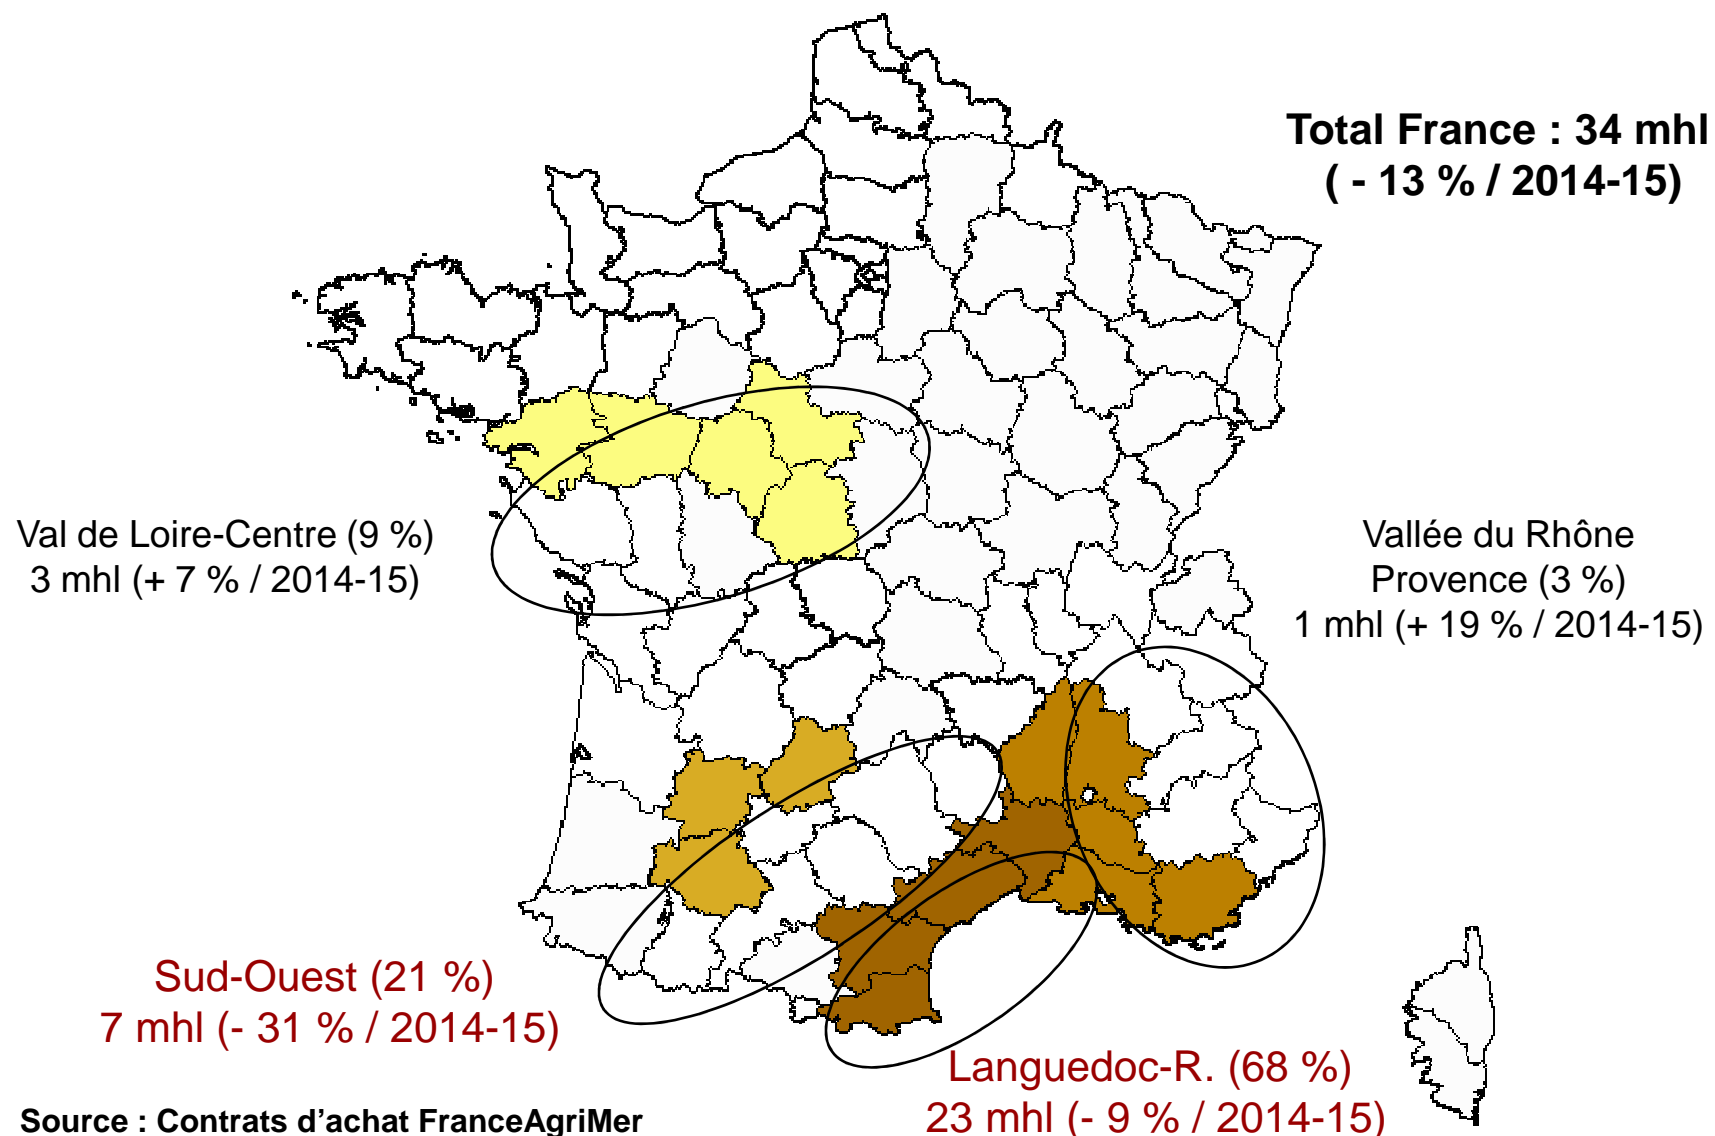 Total France : 34 mhl
( - 13 % / 2014-15)
Val de Loire-Centre (9 %)
3 mhl (+ 7 % / 2014-15)
Vallée du Rhône
Provence (3 %)
1 mhl (+ 19 % / 2014-15)
Sud-Ouest (21 %)
7 mhl (- 31 % / 2014-15)
Languedoc-R. (68 %)
23 mhl (- 9 % / 2014-15)
Source : Contrats d’achat FranceAgriMer